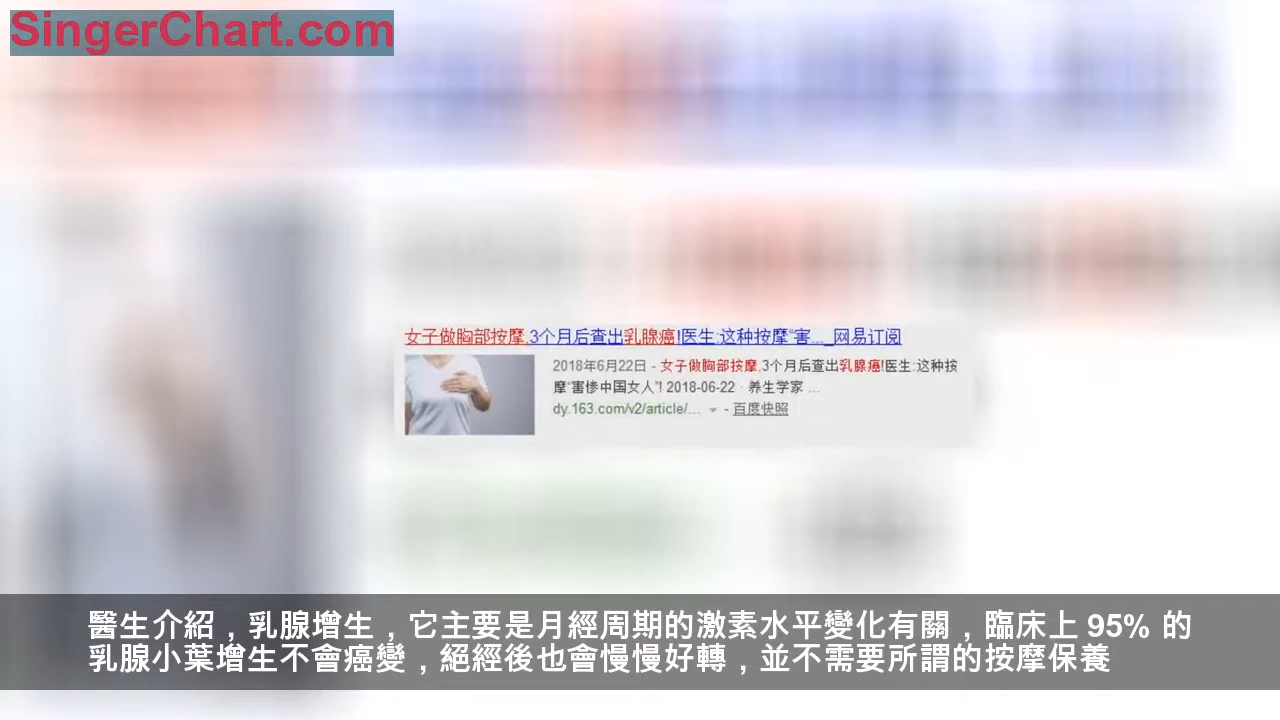 SingerChart.com
女子做胸部按摩,3个月后查出乳腺癌!医生:这种按摩“害..._网易订阅
2018年6月22日 - 女子做胸部按摩,3个月后查出乳腺癌!医生:这种按
摩“害惨中国女人”! 2018-06-22 · 养生学家 ...
dy.163.com/v2/article/... - 百度快照
醫生介紹，乳腺增生，它主要是月經周期的激素水平變化有關，臨床上 95% 的
乳腺小葉增生不會癌變，絕經後也會慢慢好轉，並不需要所謂的按摩保養